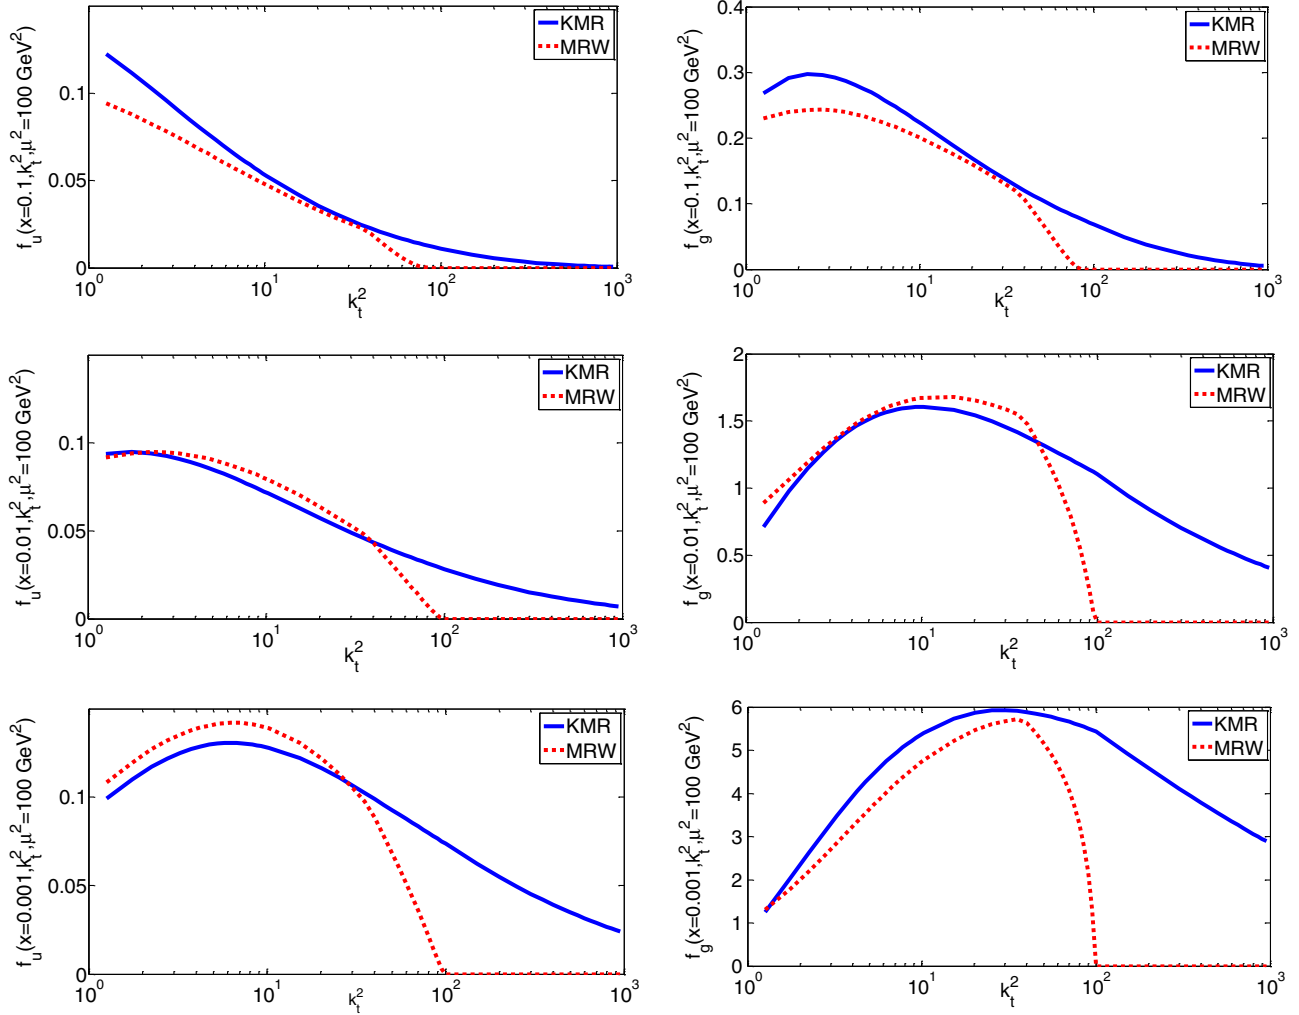 f_u(x=0.1,k_t^2,μ^2=100 GeV^2)
0.1
0.05
0
10^0
10^1
10^2
10^3
k_t^2
KMR
MRW
f_g(x=0.1,k_t^2,μ^2=100 GeV^2)
0.4
0.3
0.2
0.1
0
10^0
10^1
10^2
10^3
k_t^2
KMR
MRW
f_u(x=0.01,k_t^2,μ^2=100 GeV^2)
0.1
0.05
0
10^0
10^1
10^2
10^3
k_t^2
KMR
MRW
f_g(x=0.01,k_t^2,μ^2=100 GeV^2)
2
1.5
1
0.5
0
10^0
10^1
10^2
10^3
k_t^2
KMR
MRW
f_u(x=0.001,k_t^2,μ^2=100 GeV^2)
0.1
0.05
0
10^0
10^1
10^2
10^3
k_t^2
KMR
MRW
f_g(x=0.001,k_t^2,μ^2=100 GeV^2)
6
5
4
3
2
1
0
10^0
10^1
10^2
10^3
k_t^2
KMR
MRW